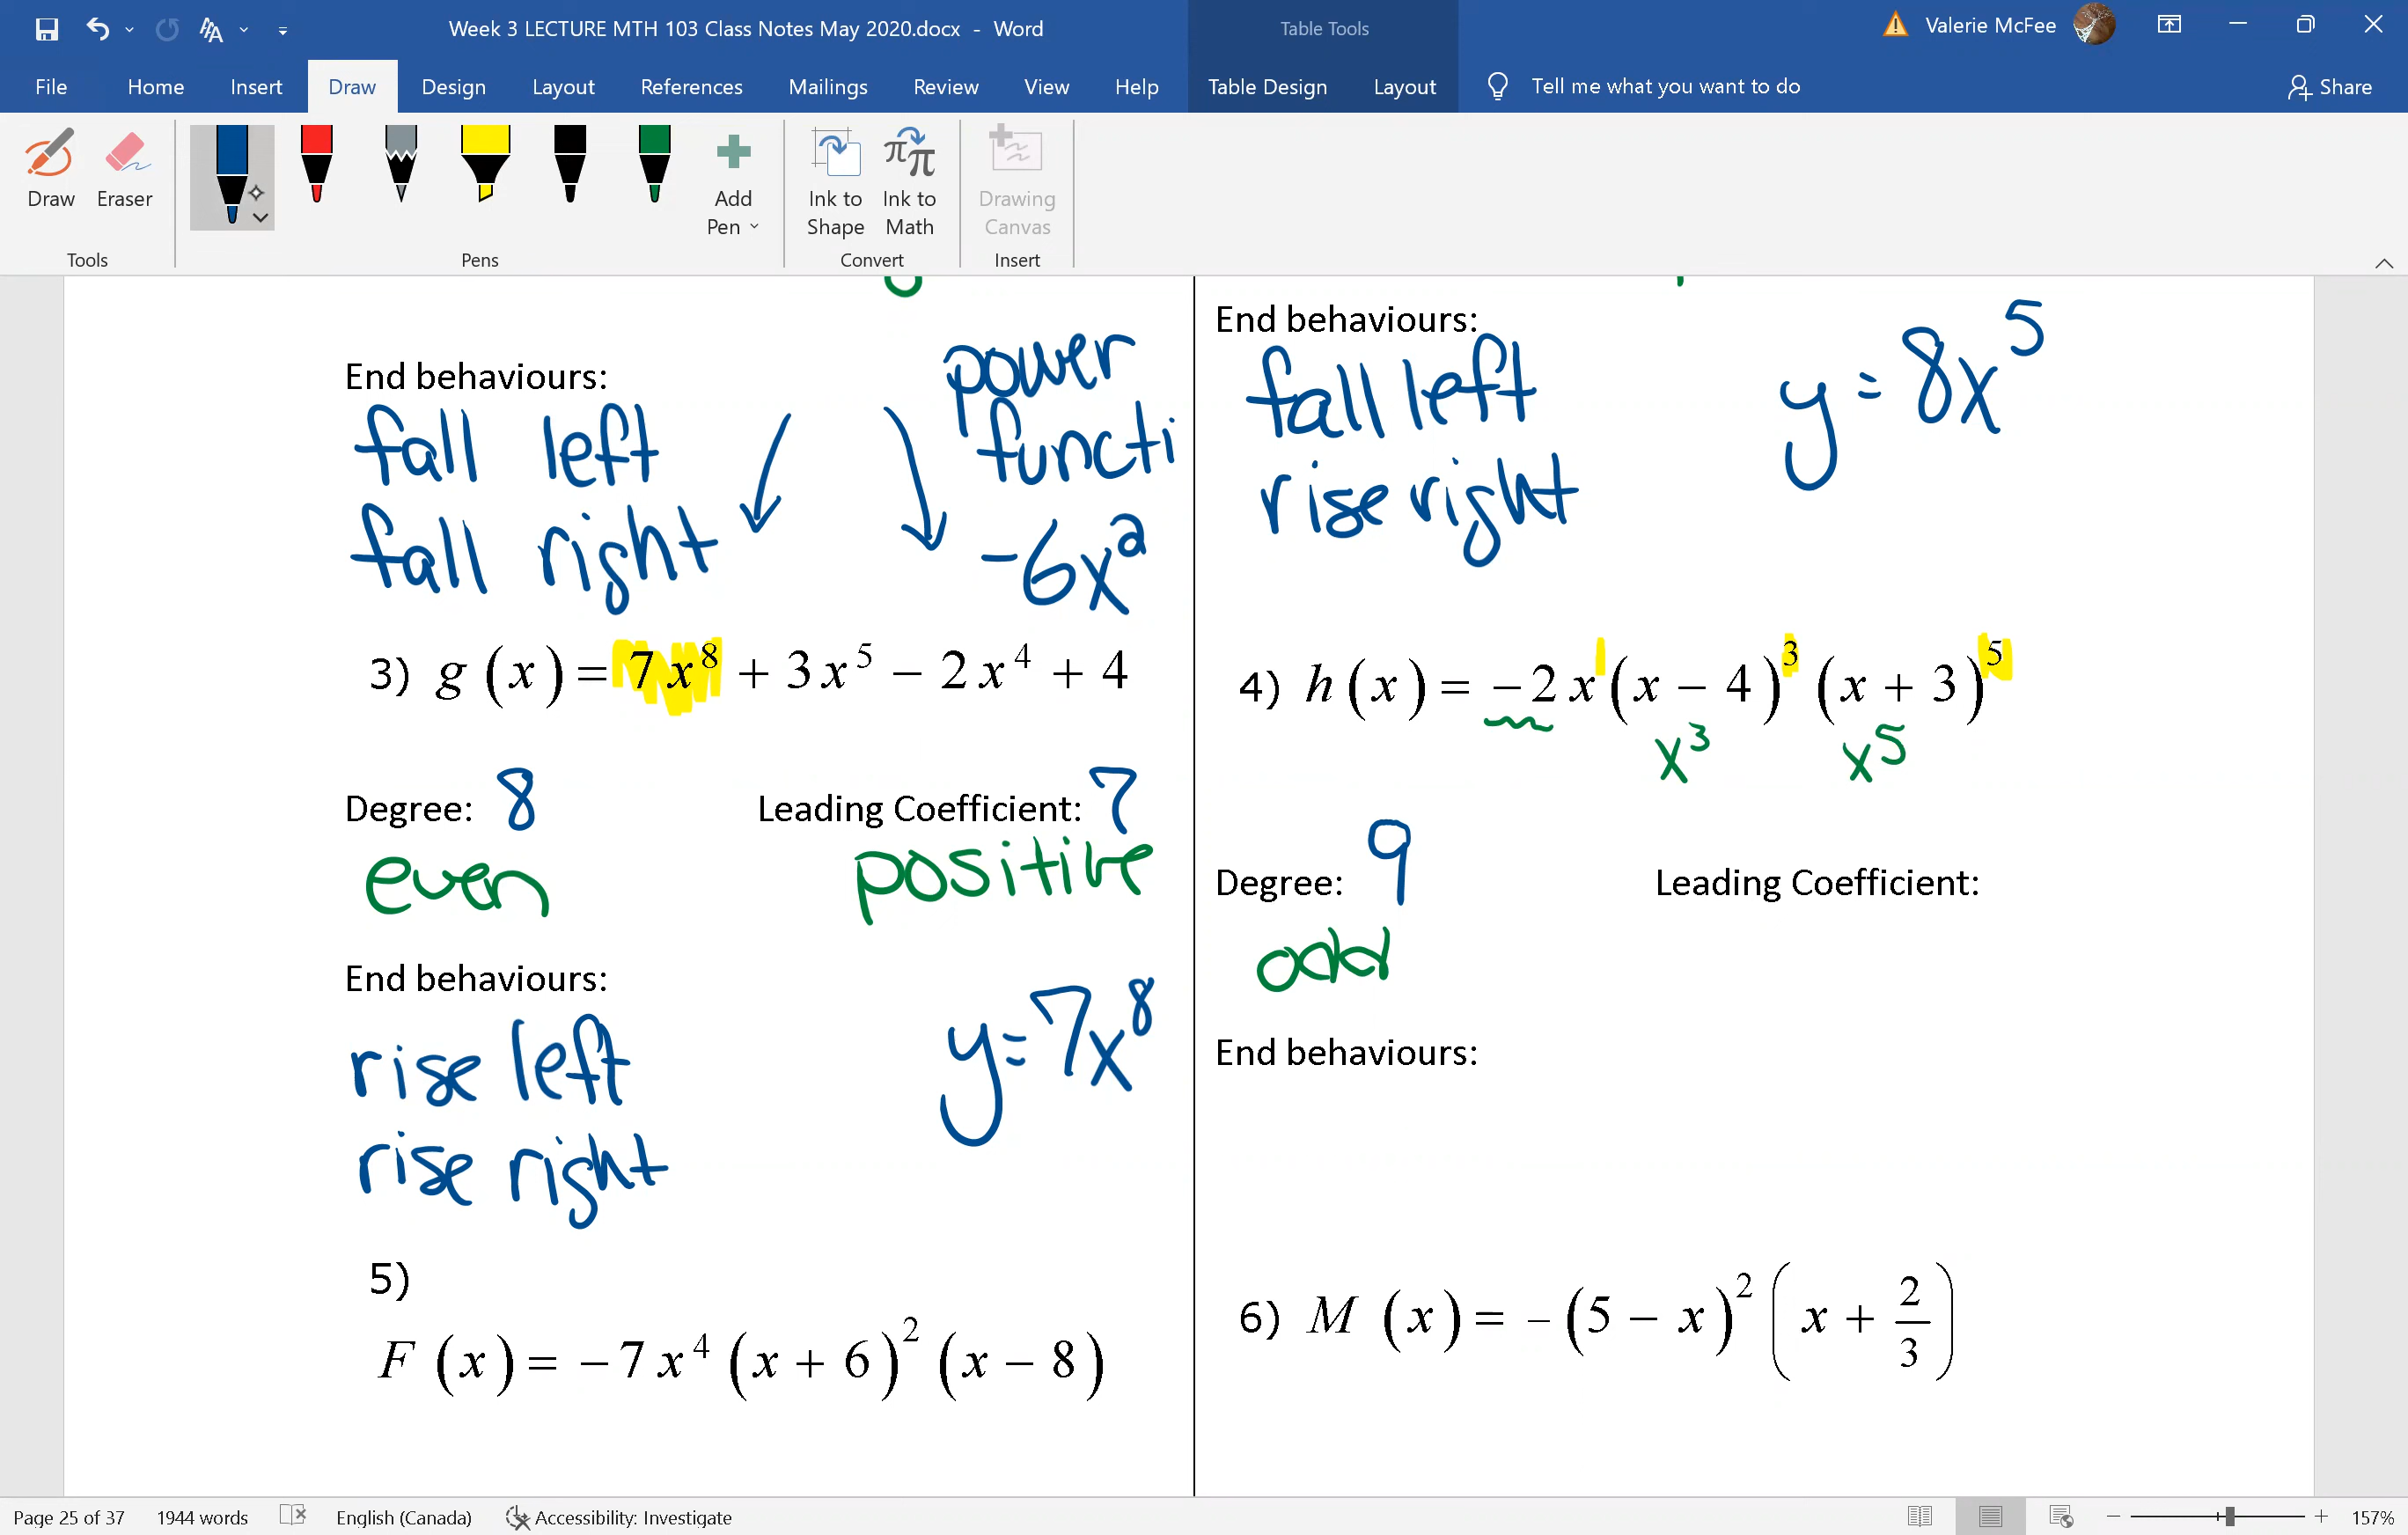 Week 3 LECTURE MTH 103 Class Notes May 2020.docx - Word
Table Tools
Valerie McFee
File Home Insert Draw Design Layout References Mailings Review View Help Table Design Layout Tell me what you want to do Share
Draw Eraser
Add Pen
Ink to Shape
Ink to Math
Drawing Canvas
Tools Pens Convert Insert
End behaviours:
power
functi
fall left
fall right
-6x²
3) g(x) = 7x⁸ + 3x⁵ − 2x⁴ + 4
Degree: 8 Leading Coefficient: 7
even positive
End behaviours:
rise left
rise right
y=7x⁸
5)
F(x) = −7x⁴(x + 6)²(x − 8)
End behaviours:
fall left
rise right
y=8x⁵
4) h(x) = −2x¹(x − 4)³(x + 3)⁵
x³ x⁵
Degree: 9 Leading Coefficient:
odd
End behaviours:
6) M(x) = −(5 − x)²(x + 2/3)
Page 25 of 37 1944 words English (Canada) Accessibility: Investigate 157%